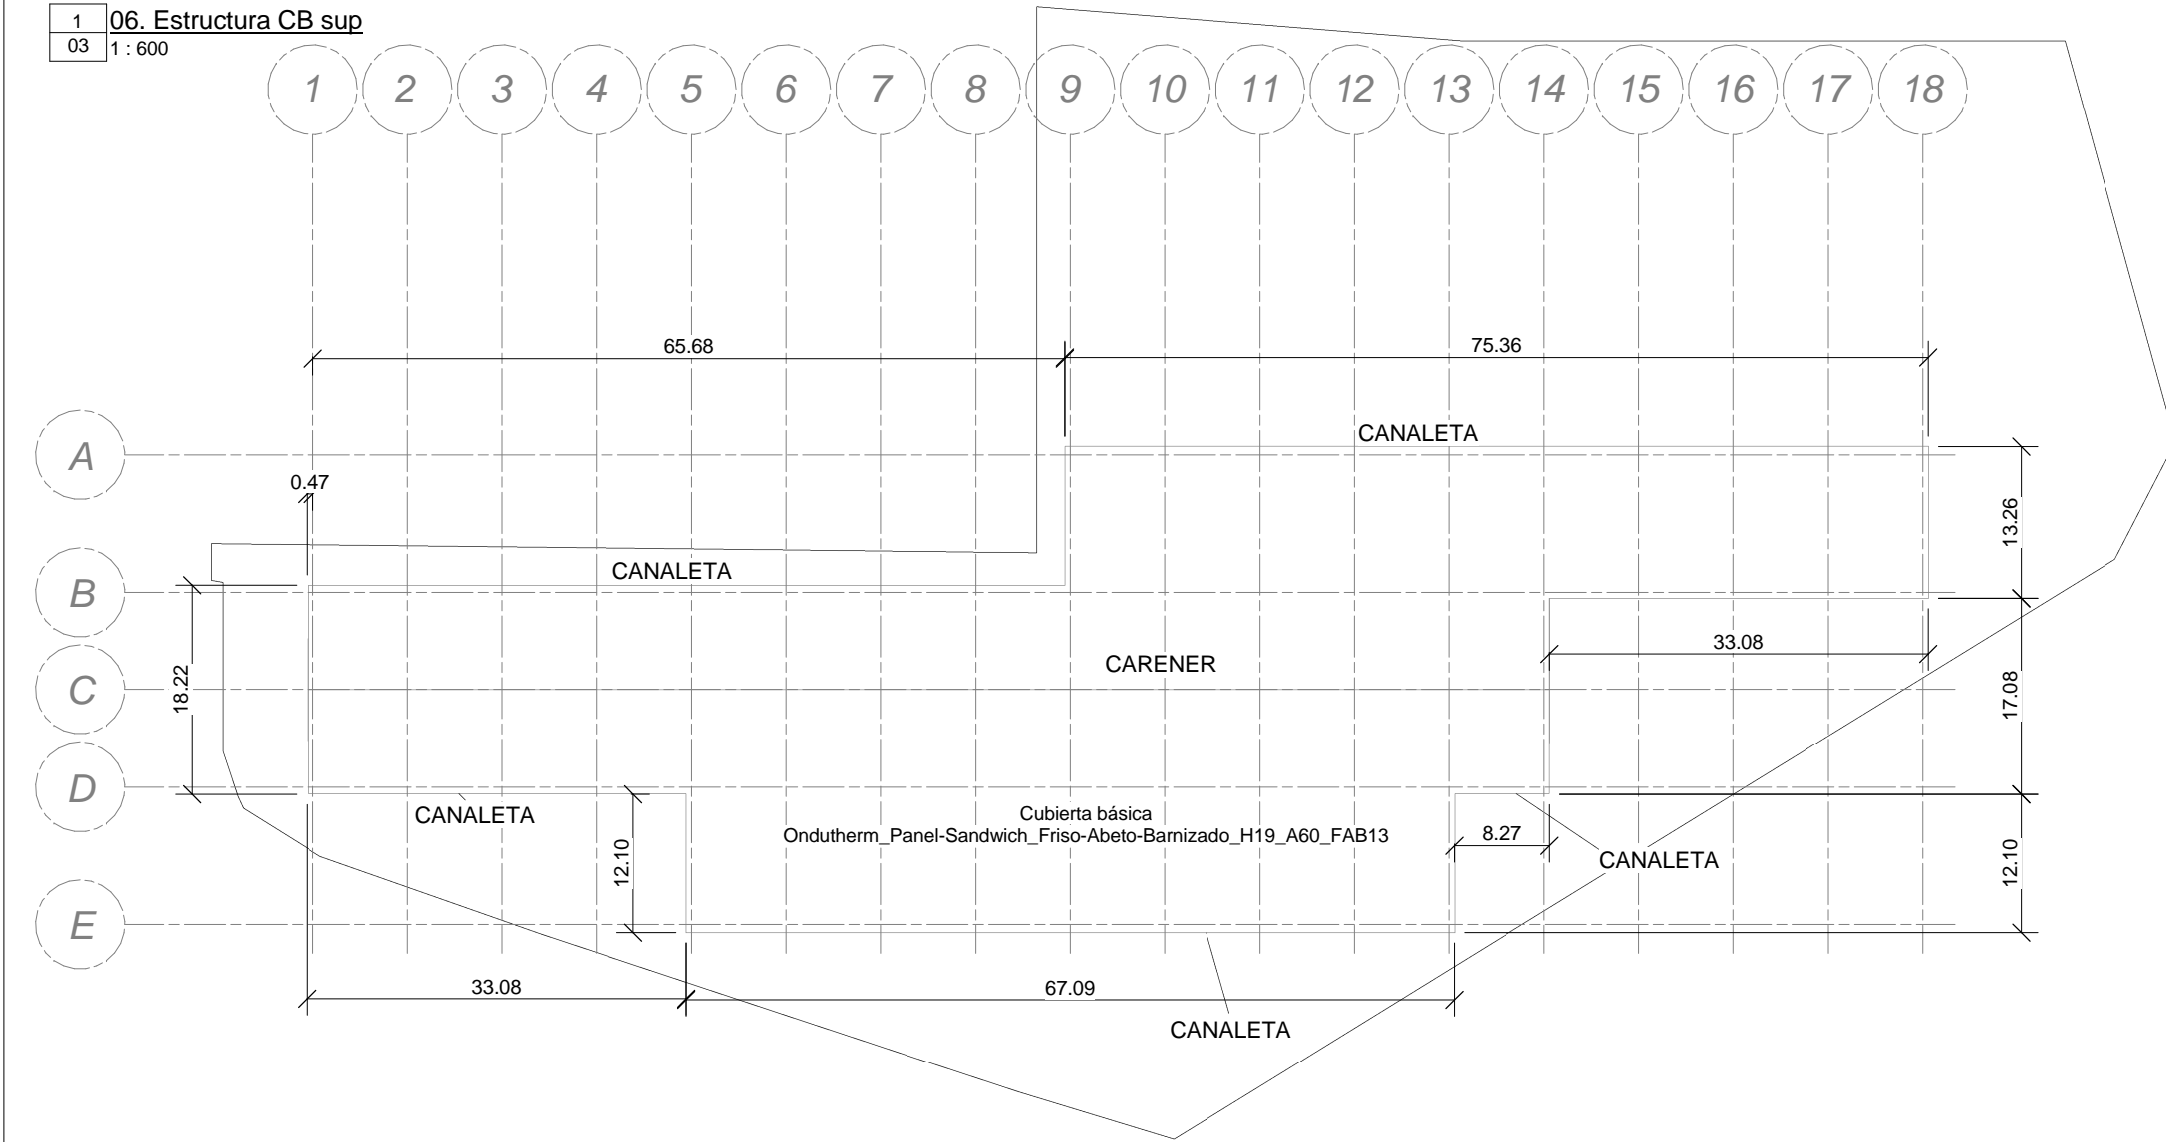 1
06. Estructura CB sup
03
1 : 600
1 2 3 4 5 6 7 8 9 10 11 12 13 14 15 16 17 18
65.68
75.36
CANALETA
A
0.47
13.26
CANALETA
B
33.08
CARENER
18.22
C
17.08
D
CANALETA
Cubierta básica
Ondutherm_Panel-Sandwich_Friso-Abeto-Barnizado_H19_A60_FAB13
8.27
12.10
CANALETA
12.10
E
33.08
67.09
CANALETA